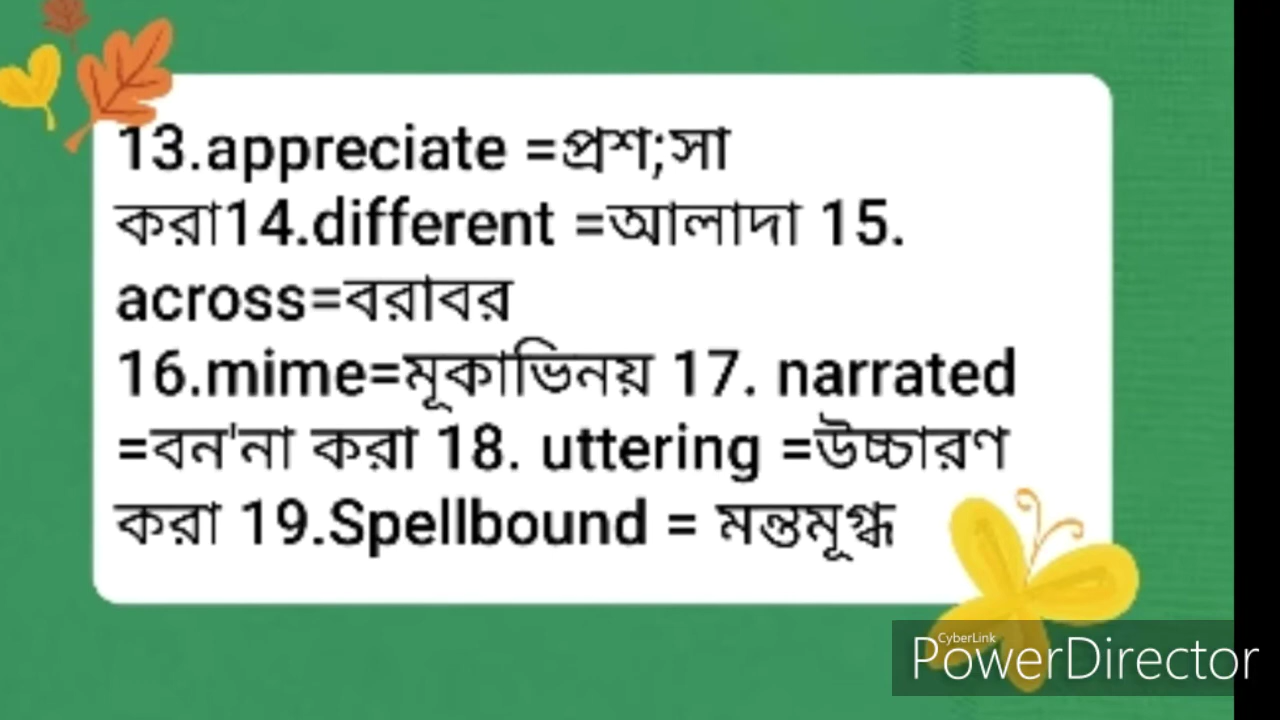 13.appreciate =প্রশ;সা
করা14.different =আলাদা 15.
across=বরাবর
16.mime=মূকাভিনয় 17. narrated
=বন'না করা 18. uttering =উচ্চারণ
করা 19.Spellbound = মন্তমূগ্ধ
CyberLink
PowerDirector